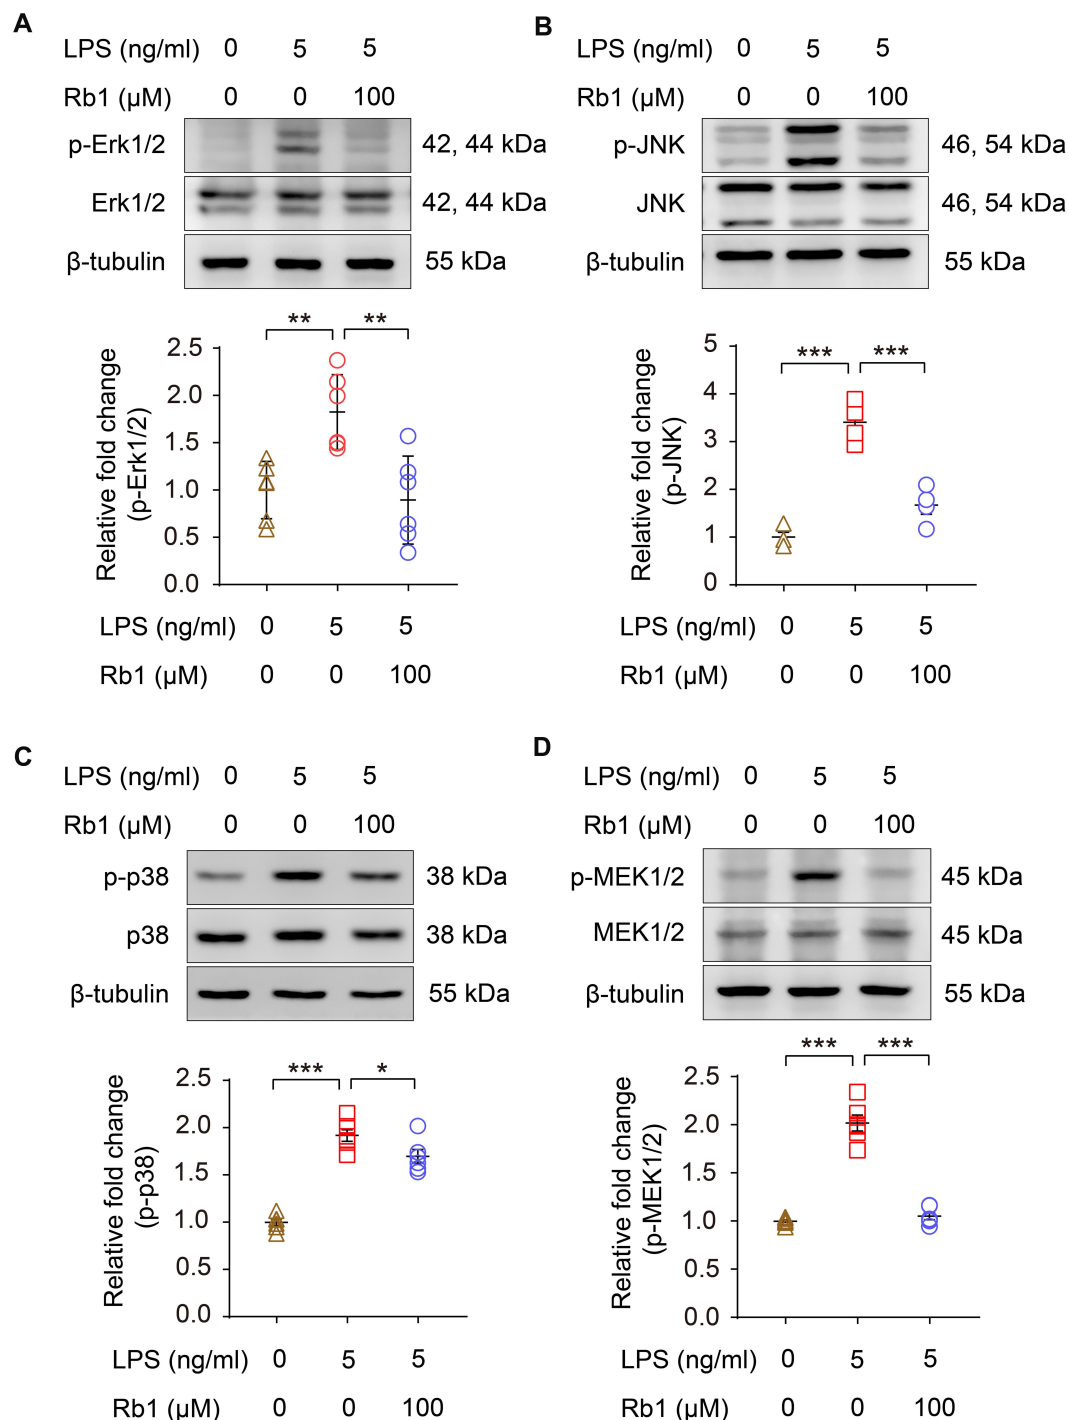 A
LPS (ng/ml) 0 5 5
Rb1 (µM) 0 0 100
p-Erk1/2 42, 44 kDa
Erk1/2 42, 44 kDa
β-tubulin 55 kDa
** **
Relative fold change
(p-Erk1/2)
2.5
2.0
1.5
1.0
0.5
0.0
LPS (ng/ml) 0 5 5
Rb1 (µM) 0 0 100
B
LPS (ng/ml) 0 5 5
Rb1 (µM) 0 0 100
p-JNK 46, 54 kDa
JNK 46, 54 kDa
β-tubulin 55 kDa
*** ***
Relative fold change
(p-JNK)
5
4
3
2
1
0
LPS (ng/ml) 0 5 5
Rb1 (µM) 0 0 100
C
LPS (ng/ml) 0 5 5
Rb1 (µM) 0 0 100
p-p38 38 kDa
p38 38 kDa
β-tubulin 55 kDa
*** *
Relative fold change
(p-p38)
2.5
2.0
1.5
1.0
0.5
0.0
LPS (ng/ml) 0 5 5
Rb1 (µM) 0 0 100
D
LPS (ng/ml) 0 5 5
Rb1 (µM) 0 0 100
p-MEK1/2 45 kDa
MEK1/2 45 kDa
β-tubulin 55 kDa
*** ***
Relative fold change
(p-MEK1/2)
2.5
2.0
1.5
1.0
0.5
0.0
LPS (ng/ml) 0 5 5
Rb1 (µM) 0 0 100